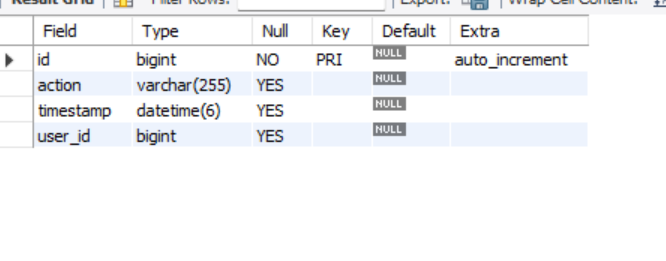 Result Grid Filter Rows: Export: Wrap Cell Content:
Field Type Null Key Default Extra
id bigint NO PRI NULL auto_increment
action varchar(255) YES NULL
timestamp datetime(6) YES NULL
user_id bigint YES NULL